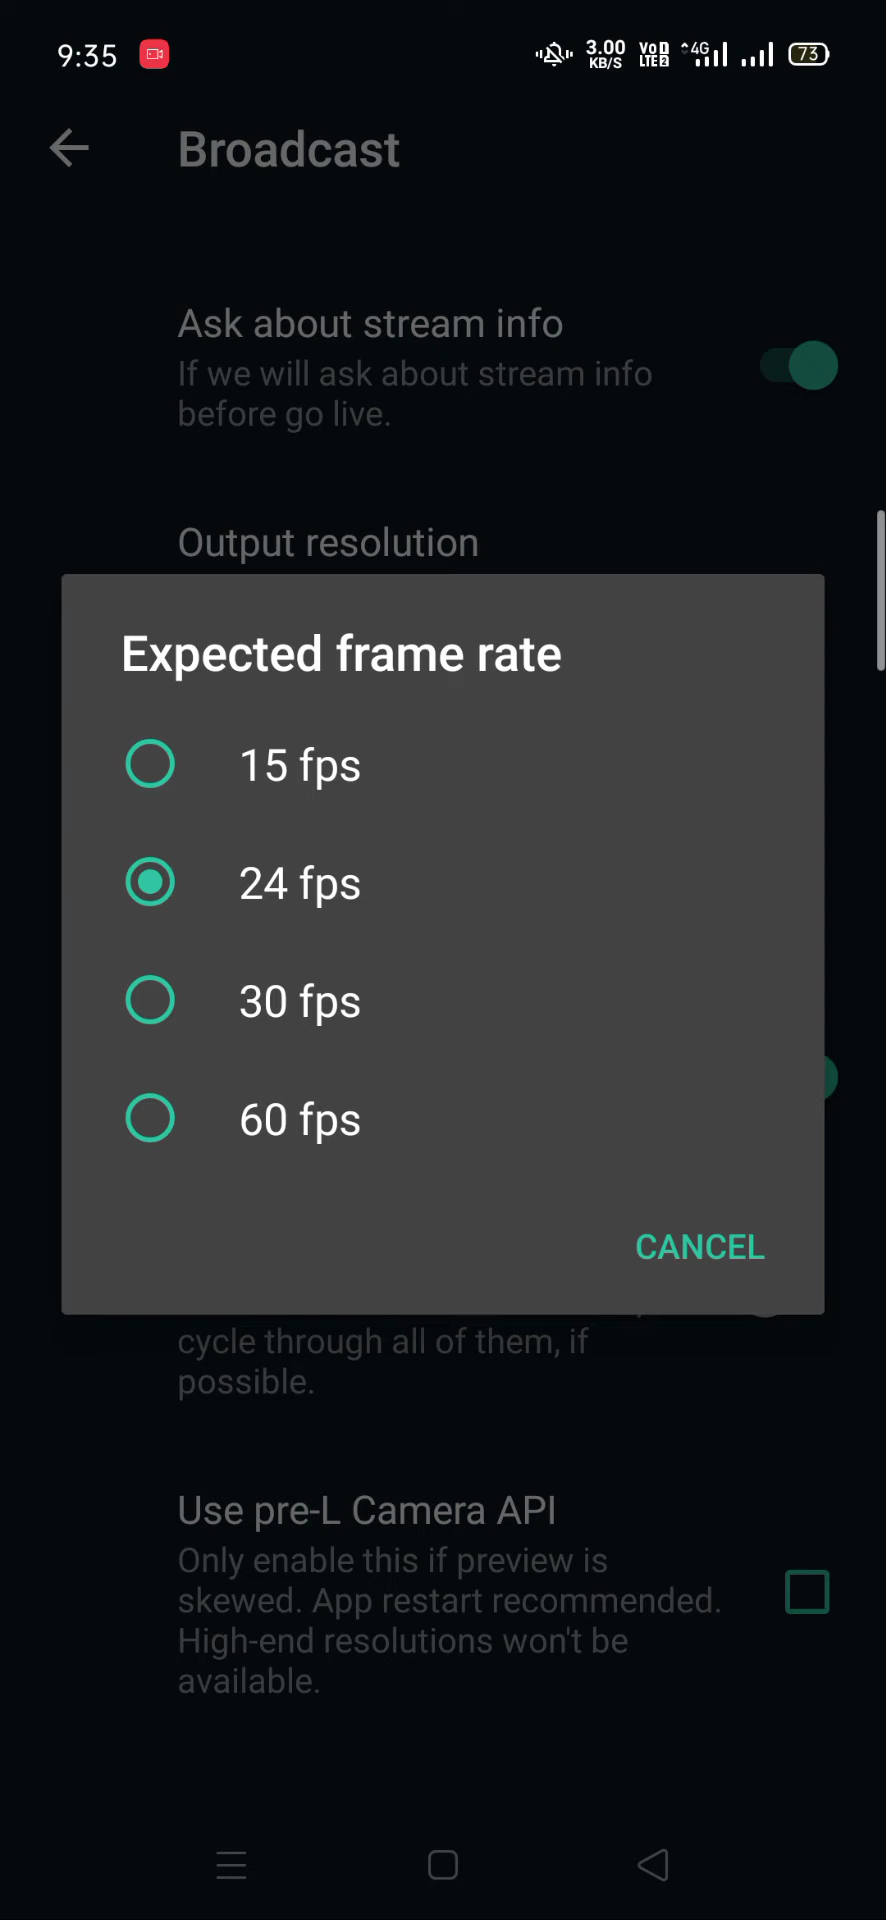 9:35
3.00
KB/S
VoD
LTE2
4G
73
Broadcast
Ask about stream info
If we will ask about stream info
before go live.
Output resolution
Expected frame rate
15 fps
24 fps
30 fps
60 fps
CANCEL
cycle through all of them, if
possible.
Use pre-L Camera API
Only enable this if preview is
skewed. App restart recommended.
High-end resolutions won't be
available.